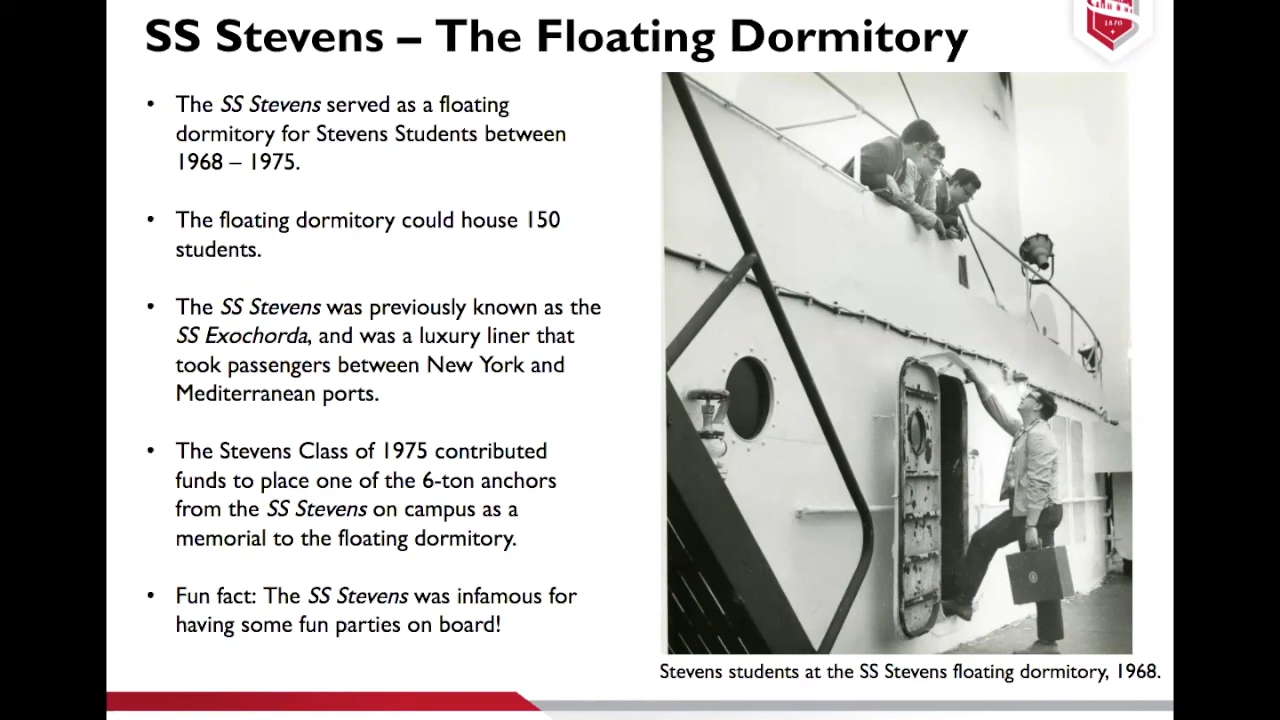 SS Stevens – The Floating Dormitory
1870
• The SS Stevens served as a floating
dormitory for Stevens Students between
1968 – 1975.
• The floating dormitory could house 150
students.
• The SS Stevens was previously known as the
SS Exochorda, and was a luxury liner that
took passengers between New York and
Mediterranean ports.
• The Stevens Class of 1975 contributed
funds to place one of the 6-ton anchors
from the SS Stevens on campus as a
memorial to the floating dormitory.
• Fun fact: The SS Stevens was infamous for
having some fun parties on board!
Stevens students at the SS Stevens floating dormitory, 1968.